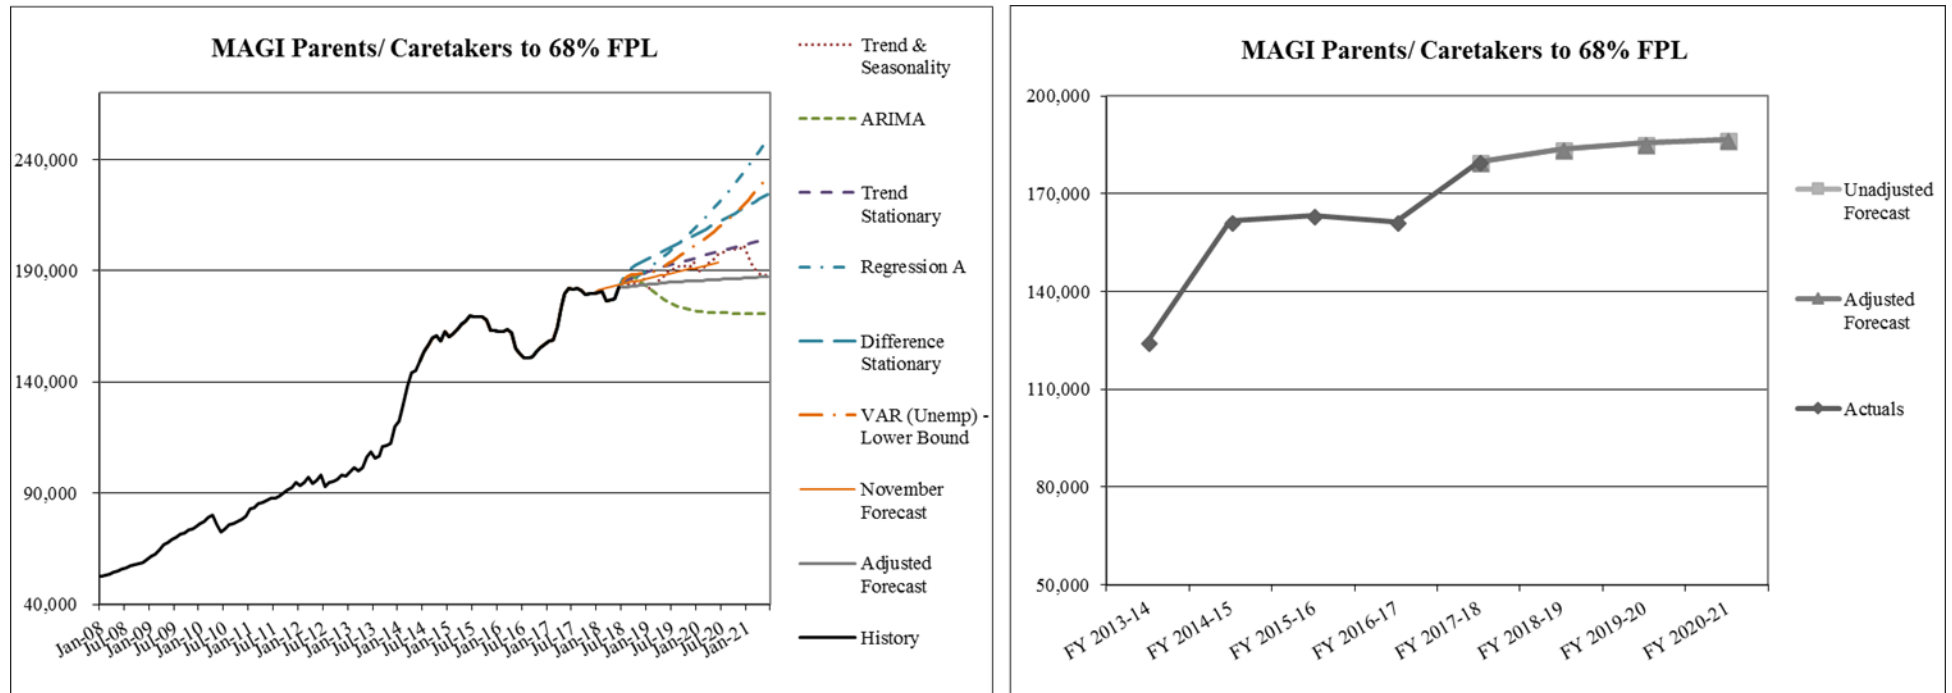 MAGI Parents/ Caretakers to 68% FPL
240,000
190,000
140,000
90,000
40,000
Jan-08
Jul-08
Jan-09
Jul-09
Jan-10
Jul-10
Jan-11
Jul-11
Jan-12
Jul-12
Jan-13
Jul-13
Jan-14
Jul-14
Jan-15
Jul-15
Jan-16
Jul-16
Jan-17
Jul-17
Jan-18
Jul-18
Jan-19
Jul-19
Jan-20
Jul-20
Jan-21
Trend &
Seasonality
ARIMA
Trend
Stationary
Regression A
Difference
Stationary
VAR (Unemp) -
Lower Bound
November
Forecast
Adjusted
Forecast
History
MAGI Parents/ Caretakers to 68% FPL
200,000
170,000
140,000
110,000
80,000
50,000
FY 2013-14
FY 2014-15
FY 2015-16
FY 2016-17
FY 2017-18
FY 2018-19
FY 2019-20
FY 2020-21
Unadjusted
Forecast
Adjusted
Forecast
Actuals